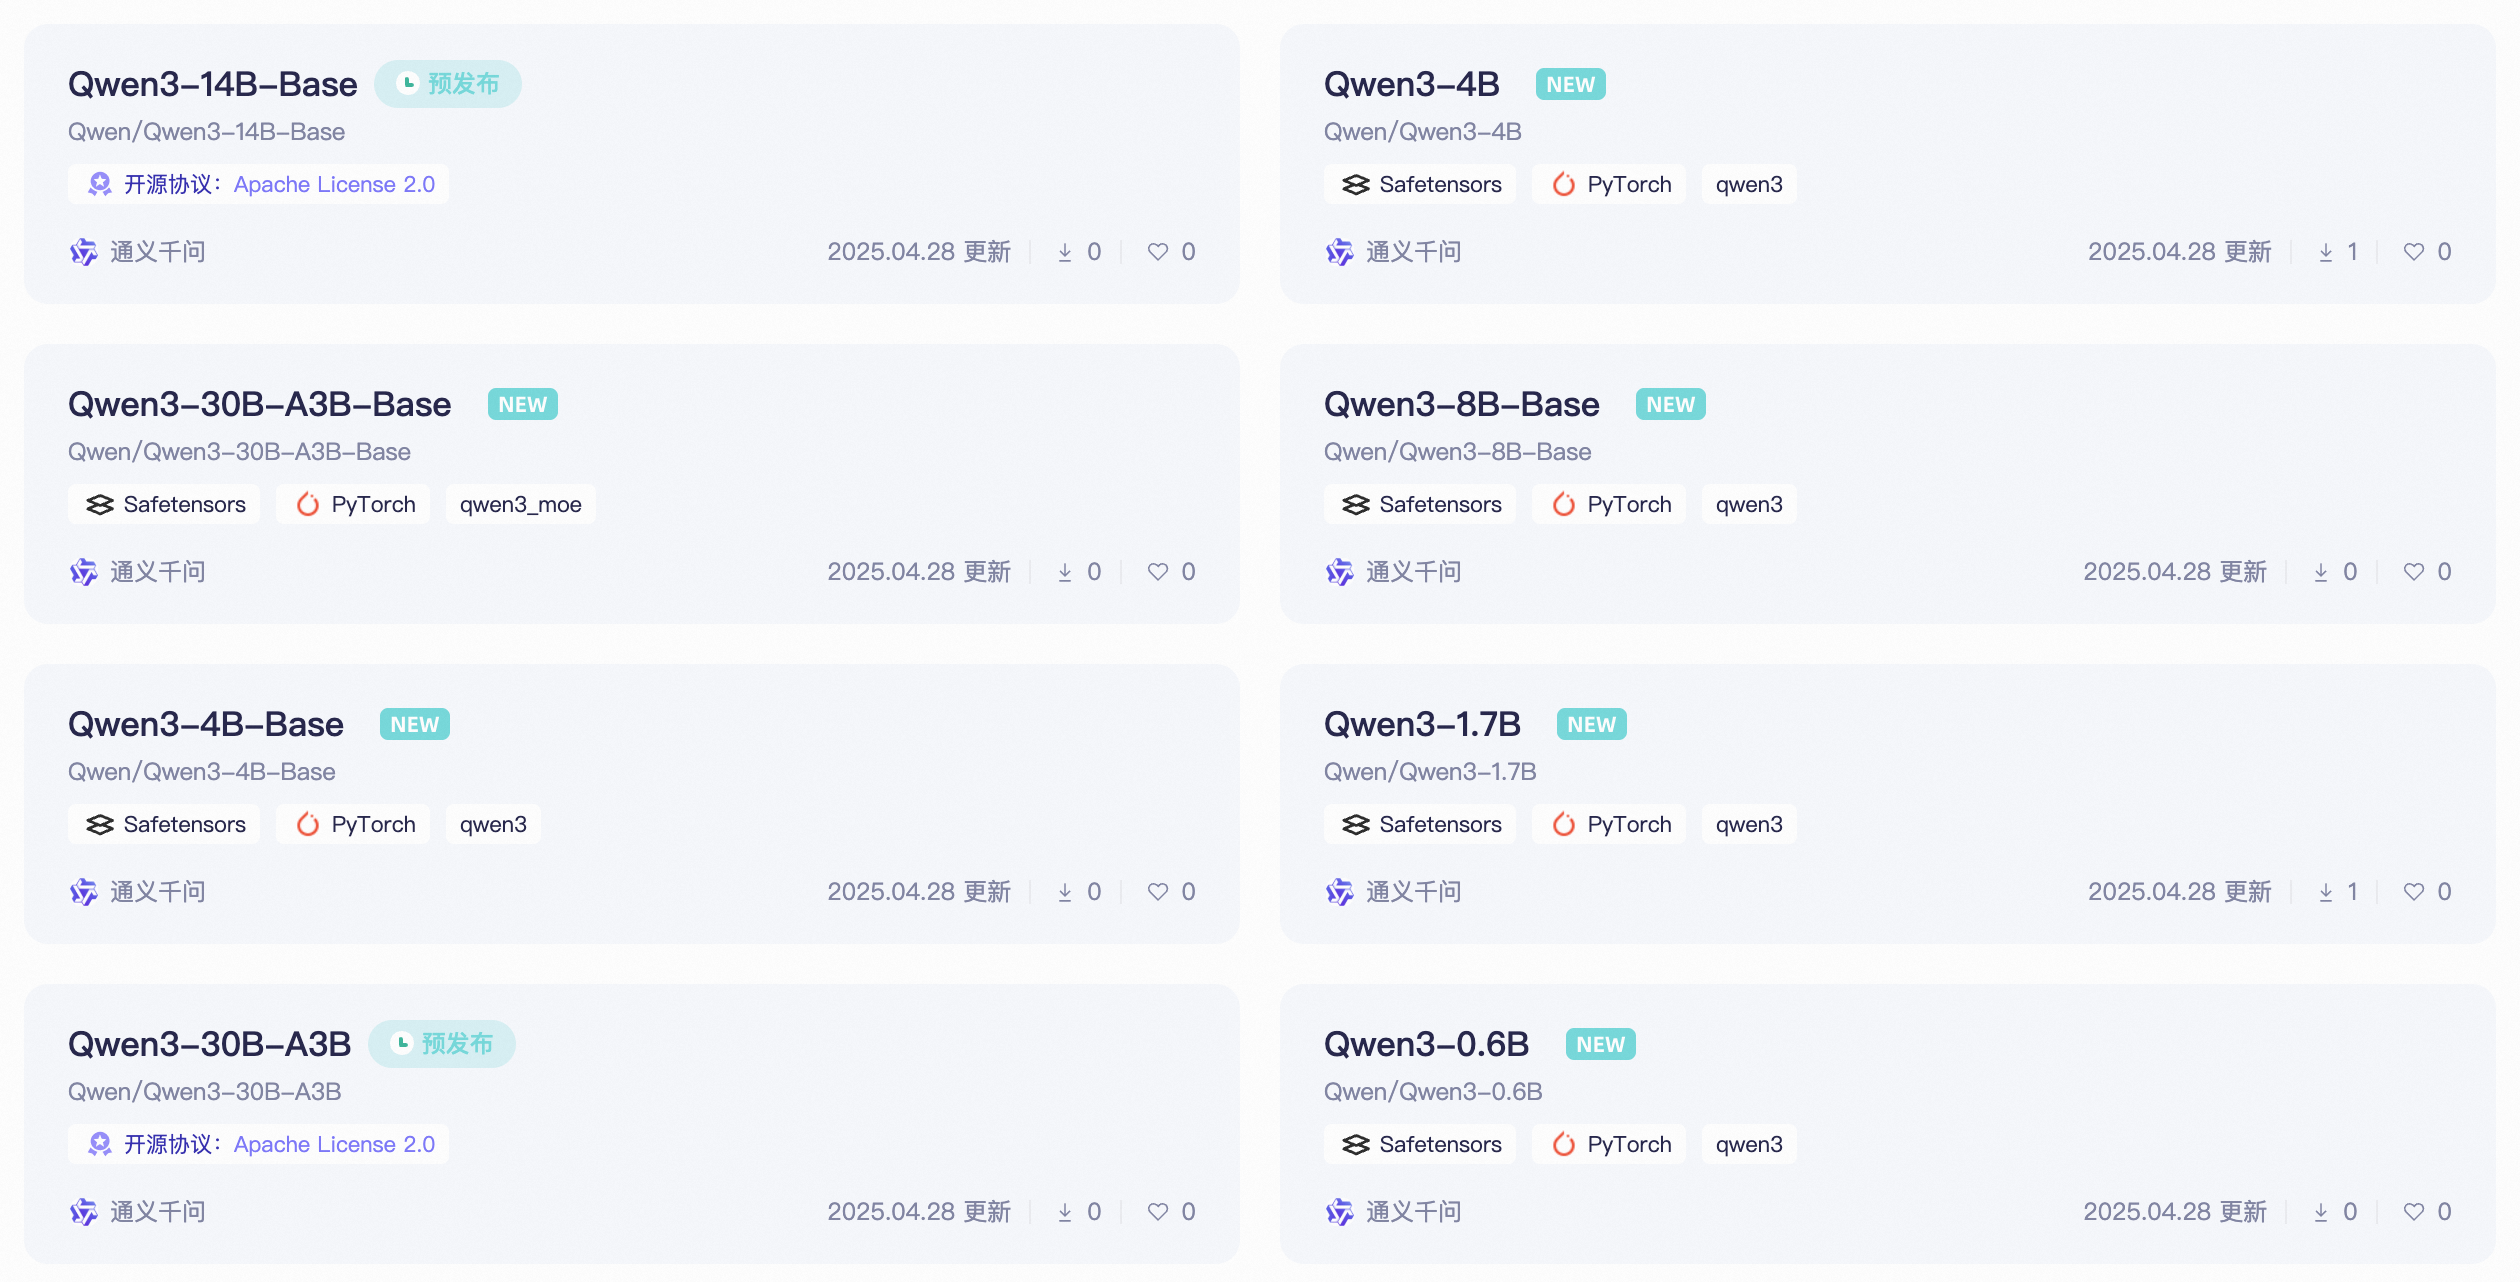 Qwen3-14B-Base 预发布
Qwen/Qwen3-14B-Base
开源协议：Apache License 2.0
通义千问 2025.04.28 更新 0 0
Qwen3-4B NEW
Qwen/Qwen3-4B
Safetensors PyTorch qwen3
通义千问 2025.04.28 更新 1 0
Qwen3-30B-A3B-Base NEW
Qwen/Qwen3-30B-A3B-Base
Safetensors PyTorch qwen3_moe
通义千问 2025.04.28 更新 0 0
Qwen3-8B-Base NEW
Qwen/Qwen3-8B-Base
Safetensors PyTorch qwen3
通义千问 2025.04.28 更新 0 0
Qwen3-4B-Base NEW
Qwen/Qwen3-4B-Base
Safetensors PyTorch qwen3
通义千问 2025.04.28 更新 0 0
Qwen3-1.7B NEW
Qwen/Qwen3-1.7B
Safetensors PyTorch qwen3
通义千问 2025.04.28 更新 1 0
Qwen3-30B-A3B 预发布
Qwen/Qwen3-30B-A3B
开源协议：Apache License 2.0
通义千问 2025.04.28 更新 0 0
Qwen3-0.6B NEW
Qwen/Qwen3-0.6B
Safetensors PyTorch qwen3
通义千问 2025.04.28 更新 0 0